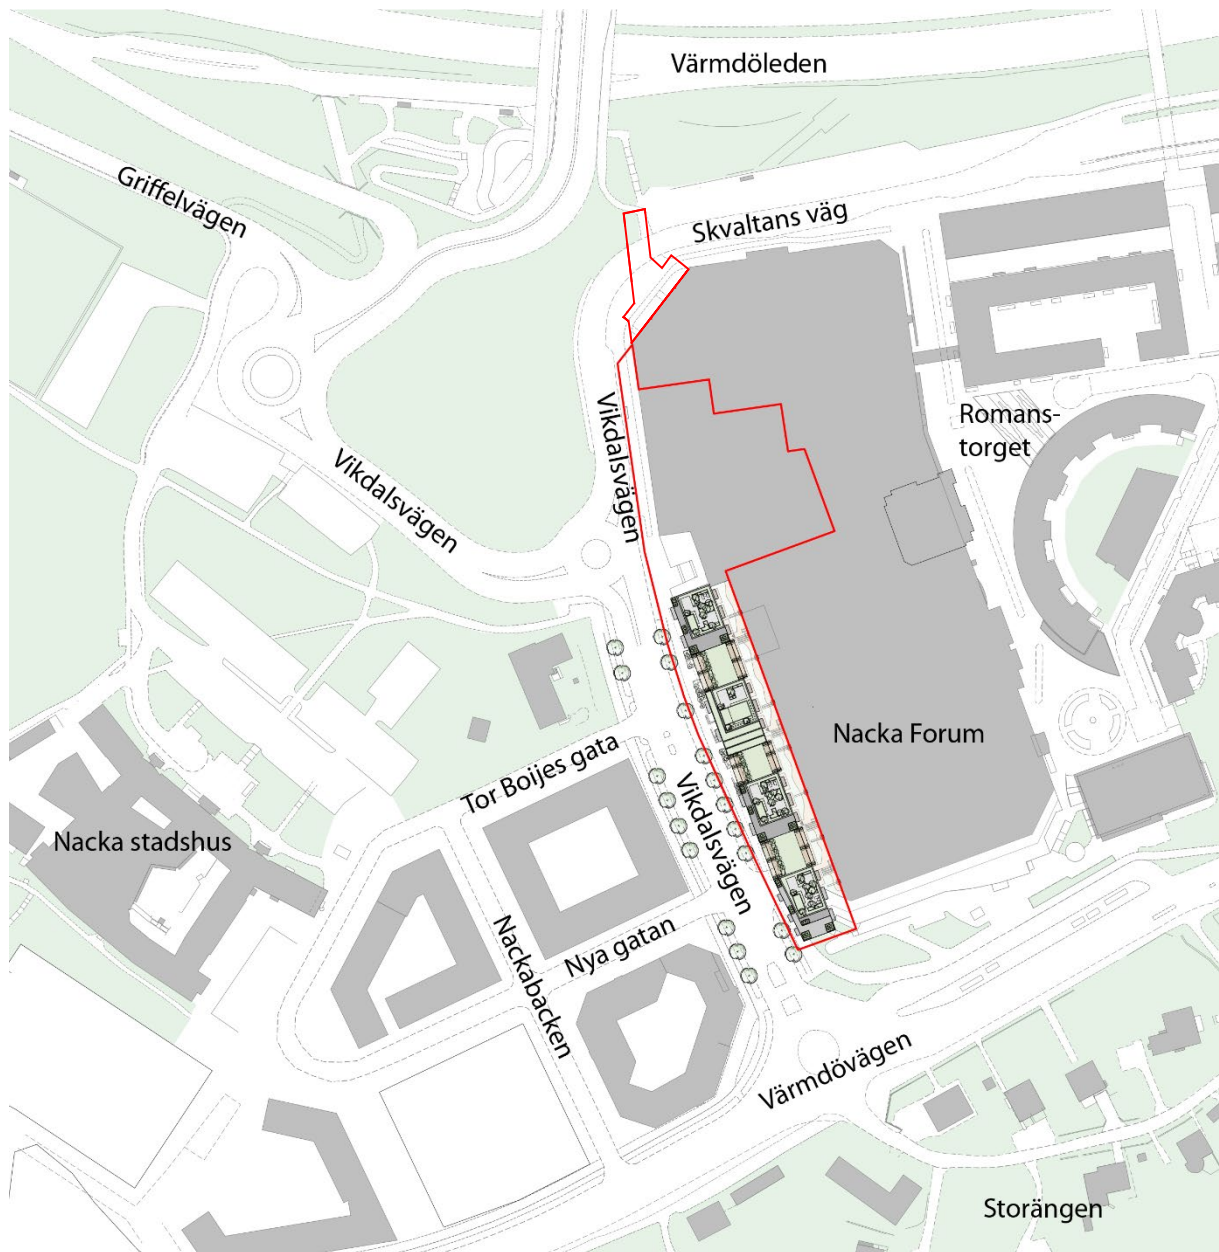 Värmdöleden
Griffelvägen
Skvaltans väg
Vikdalsvägen
Romans-
torget
Vikdalsvägen
Nacka Forum
Tor Boijes gata
Vikdalsvägen
Nacka stadshus
Nya gatan
Nackabacken
Värmdövägen
Storängen